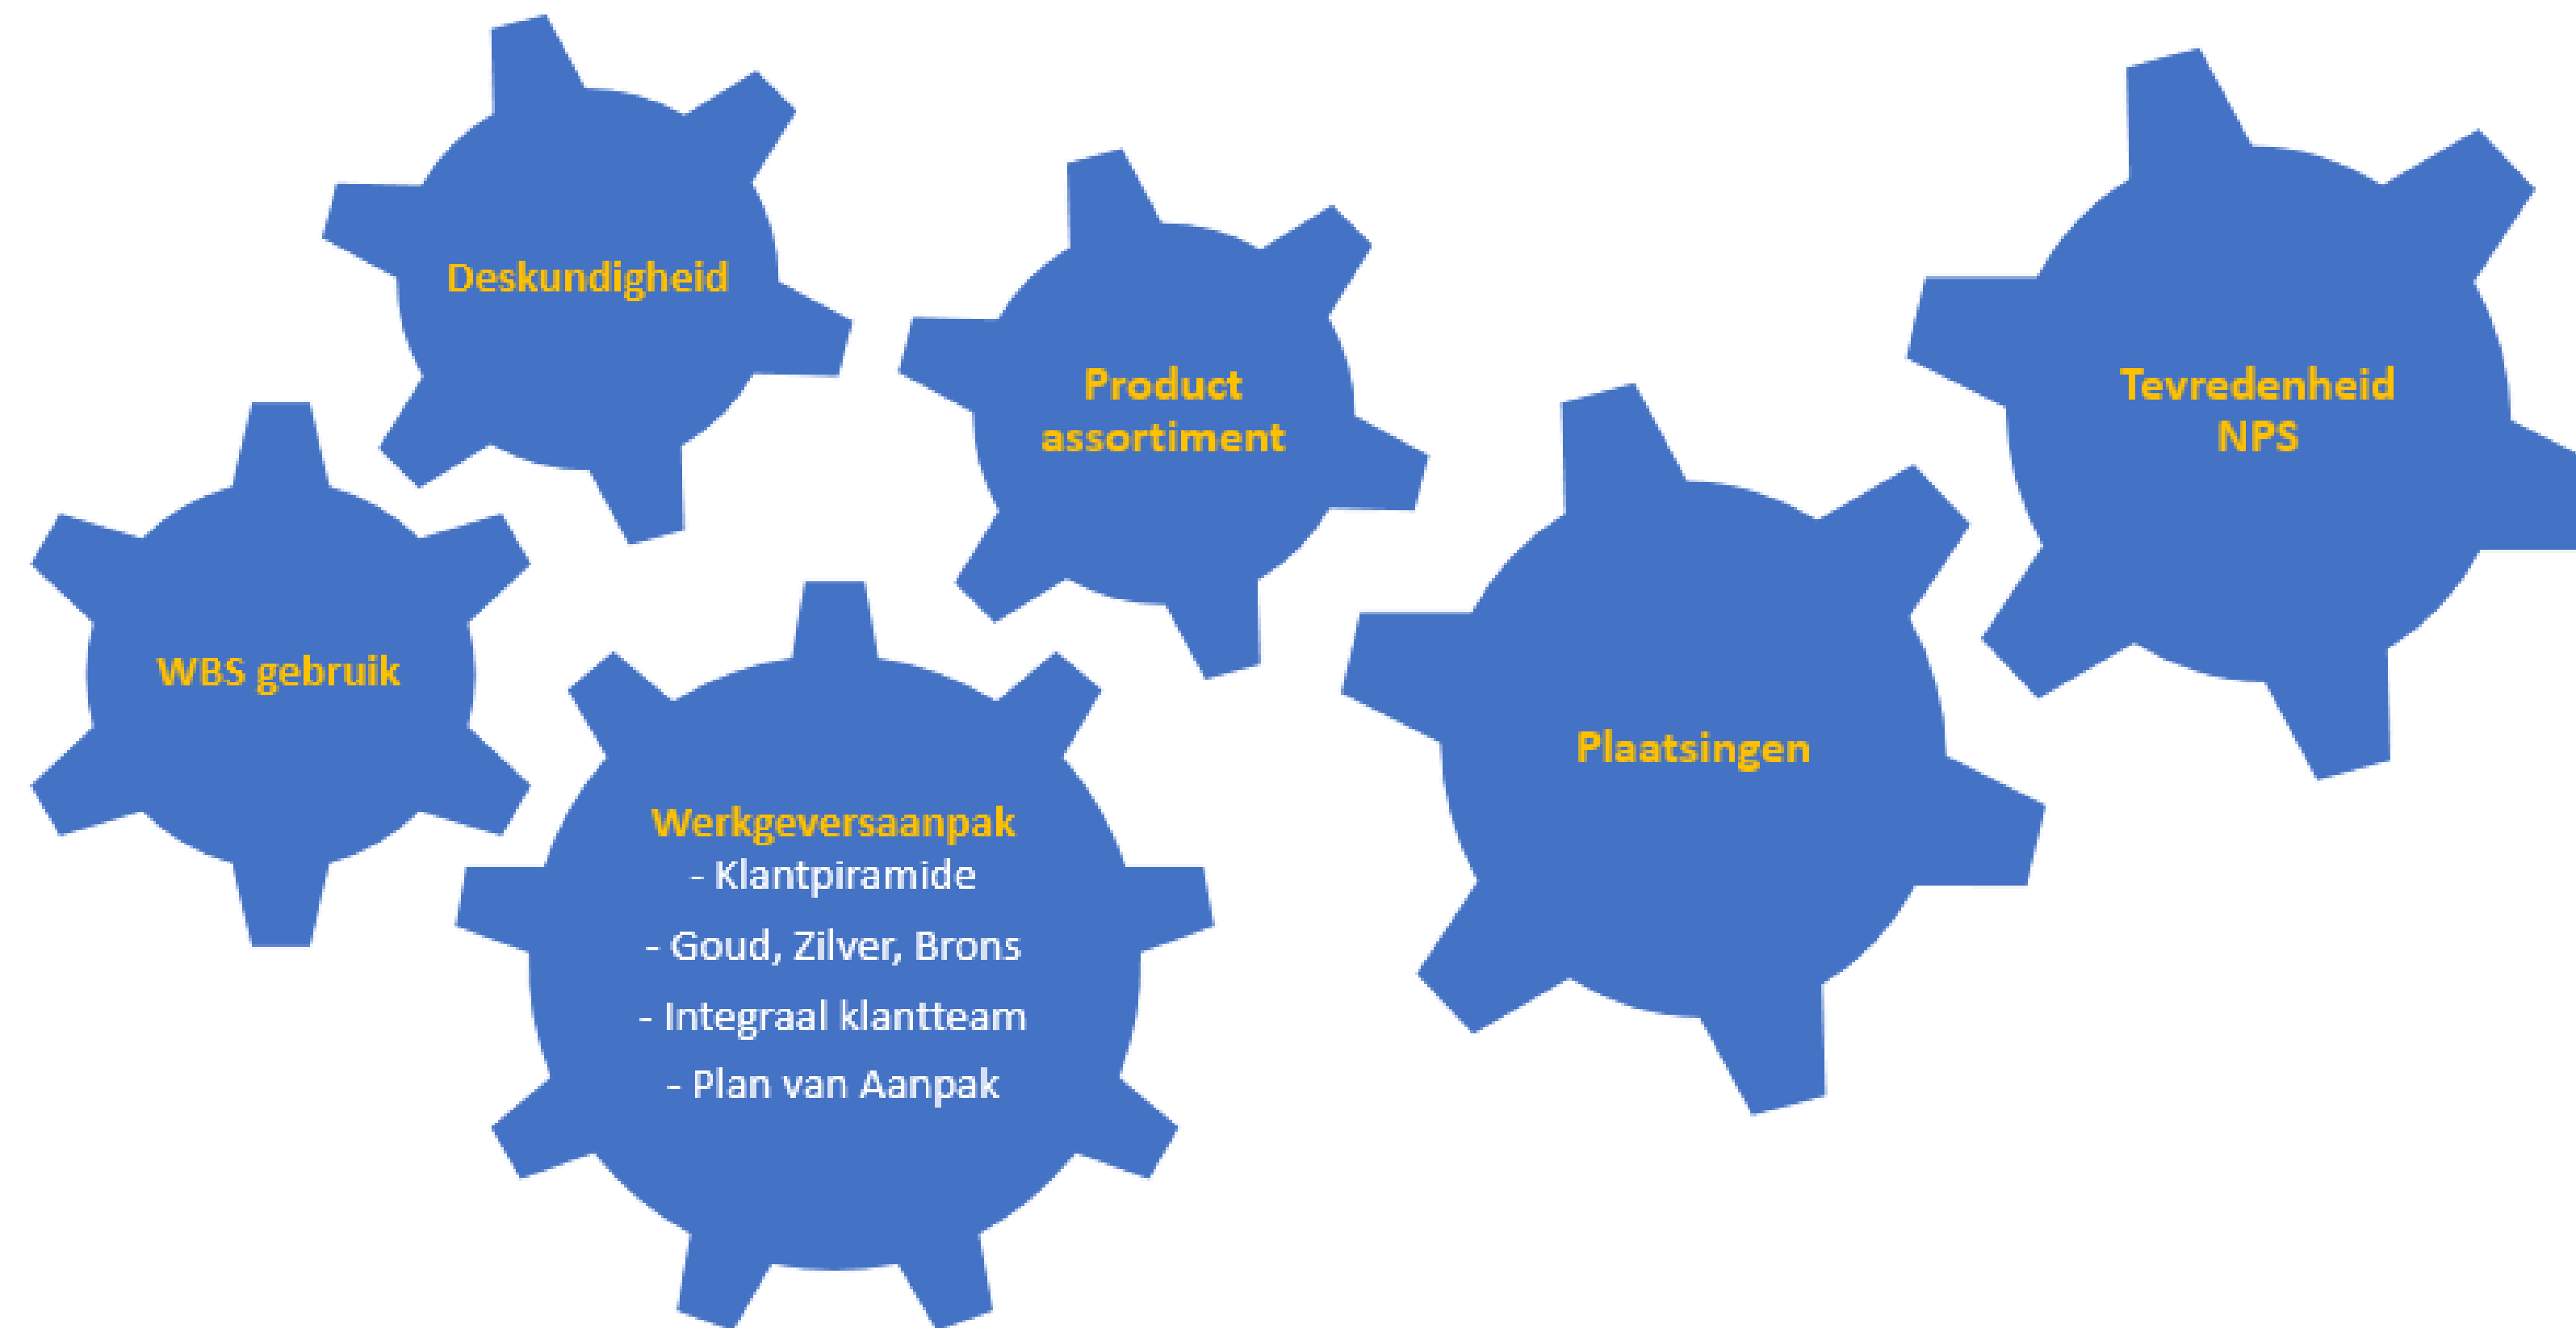 Deskundigheid
Product
assortiment
Tevredenheid
NPS
WBS gebruik
Plaatsingen
Werkgeversaanpak
- Klantpiramide
- Goud, Zilver, Brons
- Integraal klantteam
- Plan van Aanpak